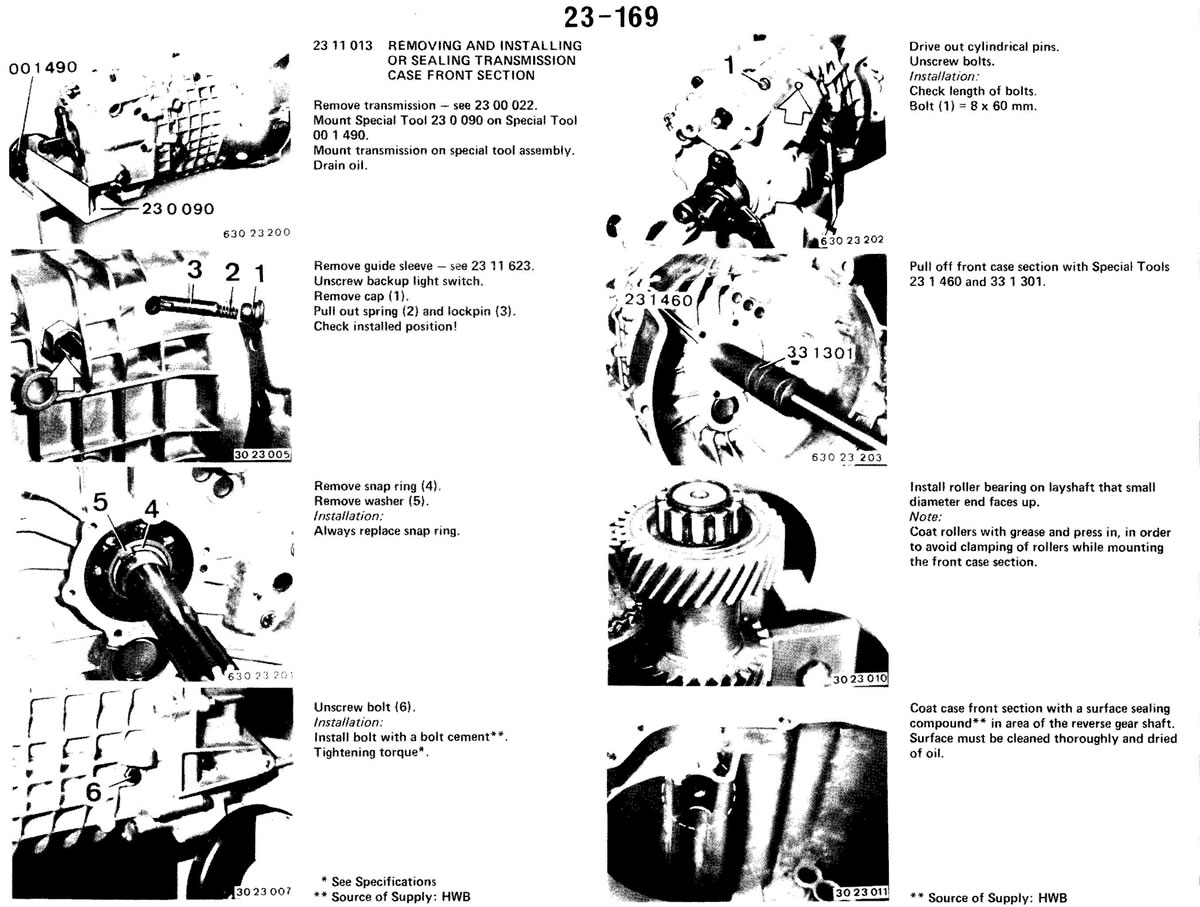 23-169
001490
23 0 090
630 23 200
23 11 013 REMOVING AND INSTALLING
OR SEALING TRANSMISSION
CASE FRONT SECTION
Remove transmission – see 23 00 022.
Mount Special Tool 23 0 090 on Special Tool
00 1 490.
Mount transmission on special tool assembly.
Drain oil.
3 2 1
30 23 005
Remove guide sleeve – see 23 11 623.
Unscrew backup light switch.
Remove cap (1).
Pull out spring (2) and lockpin (3).
Check installed position!
5 4
630 23 201
Remove snap ring (4).
Remove washer (5).
Installation:
Always replace snap ring.
6
30 23 007
Unscrew bolt (6).
Installation:
Install bolt with a bolt cement**.
Tightening torque*.
* See Specifications
** Source of Supply: HWB
1
630 23 202
Drive out cylindrical pins.
Unscrew bolts.
Installation:
Check length of bolts.
Bolt (1) = 8 x 60 mm.
231460
33 1301
630 23 203
Pull off front case section with Special Tools
23 1 460 and 33 1 301.
30 23 010
Install roller bearing on layshaft that small
diameter end faces up.
Note:
Coat rollers with grease and press in, in order
to avoid clamping of rollers while mounting
the front case section.
30 23 011
Coat case front section with a surface sealing
compound** in area of the reverse gear shaft.
Surface must be cleaned thoroughly and dried
of oil.
** Source of Supply: HWB